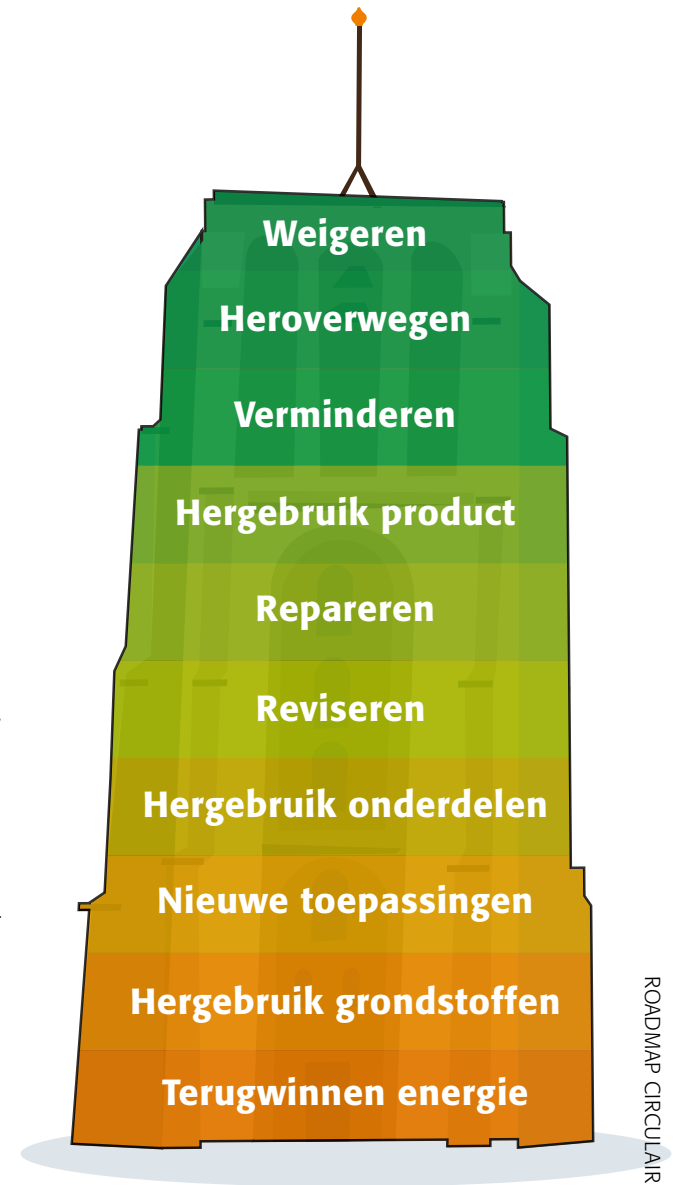 Weigeren
Heroverwegen
Verminderen
Hergebruik product
Repareren
Reviseren
Hergebruik onderdelen
Nieuwe toepassingen
Hergebruik grondstoffen
Terugwinnen energie
ROADMAP CIRCULAIR